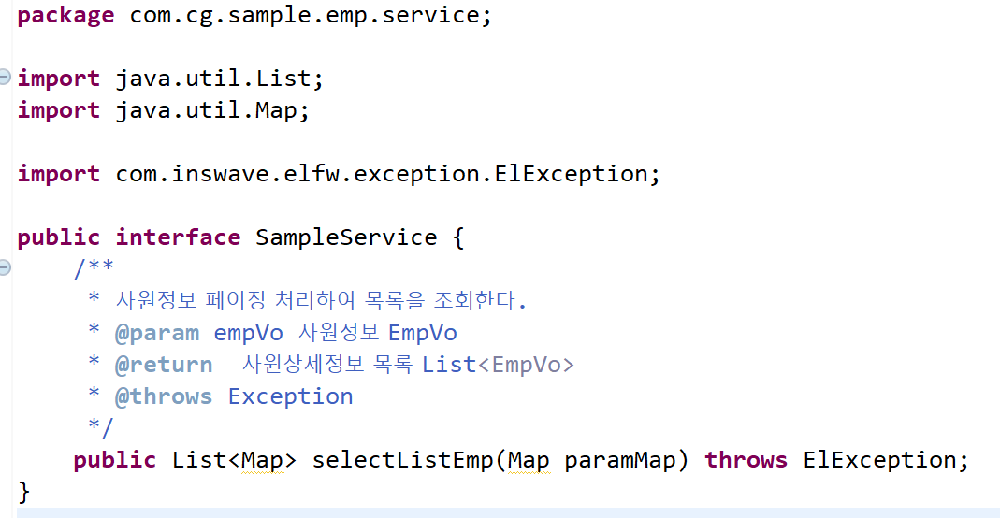 package com.cg.sample.emp.service;
import java.util.List;
import java.util.Map;
import com.inswave.elfw.exception.ElException;
public interface SampleService {
/**
* 사원정보 페이징 처리하여 목록을 조회한다.
* @param empVo 사원정보 EmpVo
* @return  사원상세정보 목록 List<EmpVo>
* @throws Exception
*/
public List<Map> selectListEmp(Map paramMap) throws ElException;
}